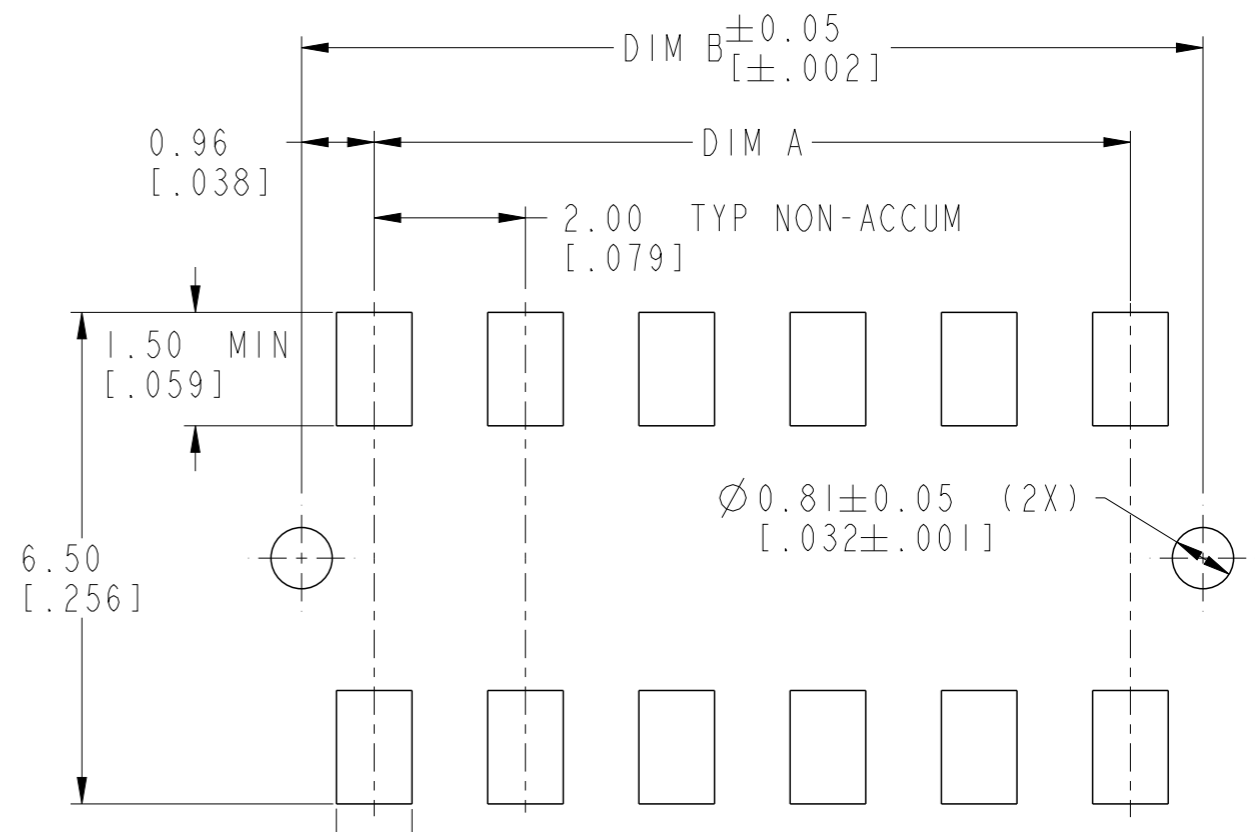 DIM B ±0.05
[±.002]
0.96
[.038]
DIM A
2.00 TYP NON-ACCUM
[.079]
1.50 MIN
[.059]
Ø0.81±0.05 (2X)
[.032±.001]
6.50
[.256]